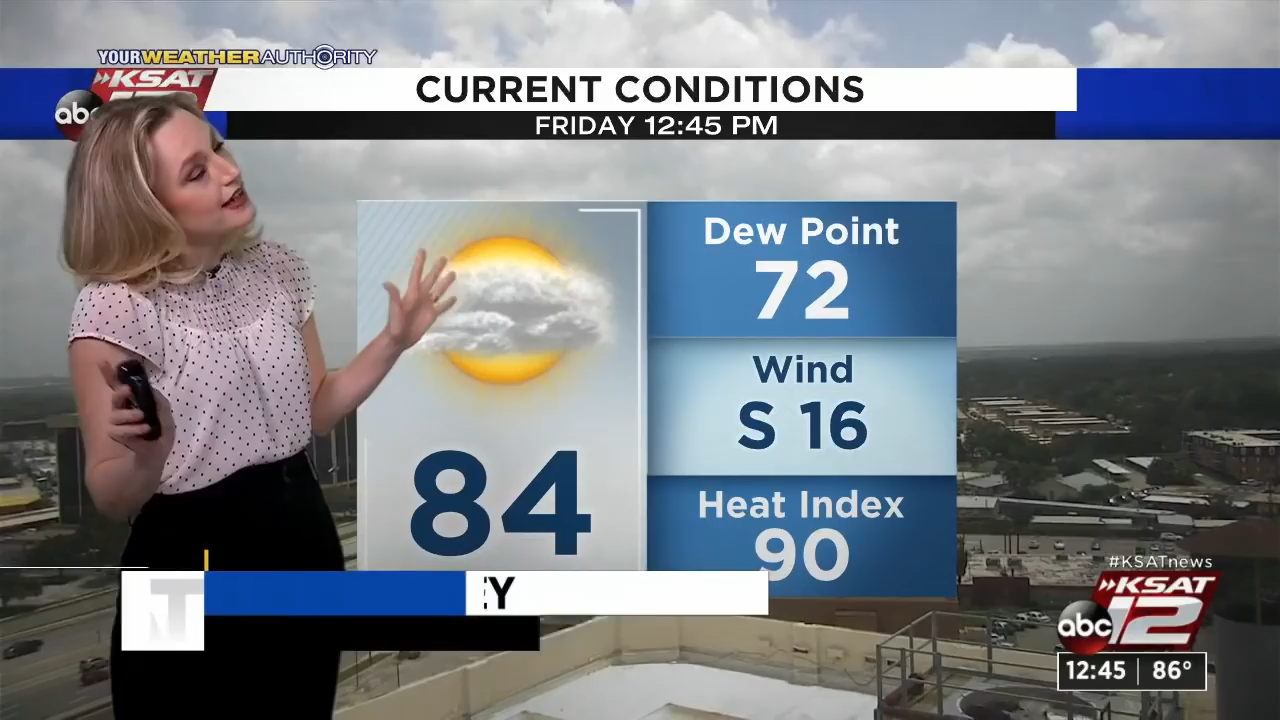 YOUR WEATHER AUTHORITY
KSAT
abc
CURRENT CONDITIONS
FRIDAY 12:45 PM
Dew Point
72
Wind
S 16
84
Heat Index
90
T
Y
#KSATnews
KSAT
abc 12
12:45 86°